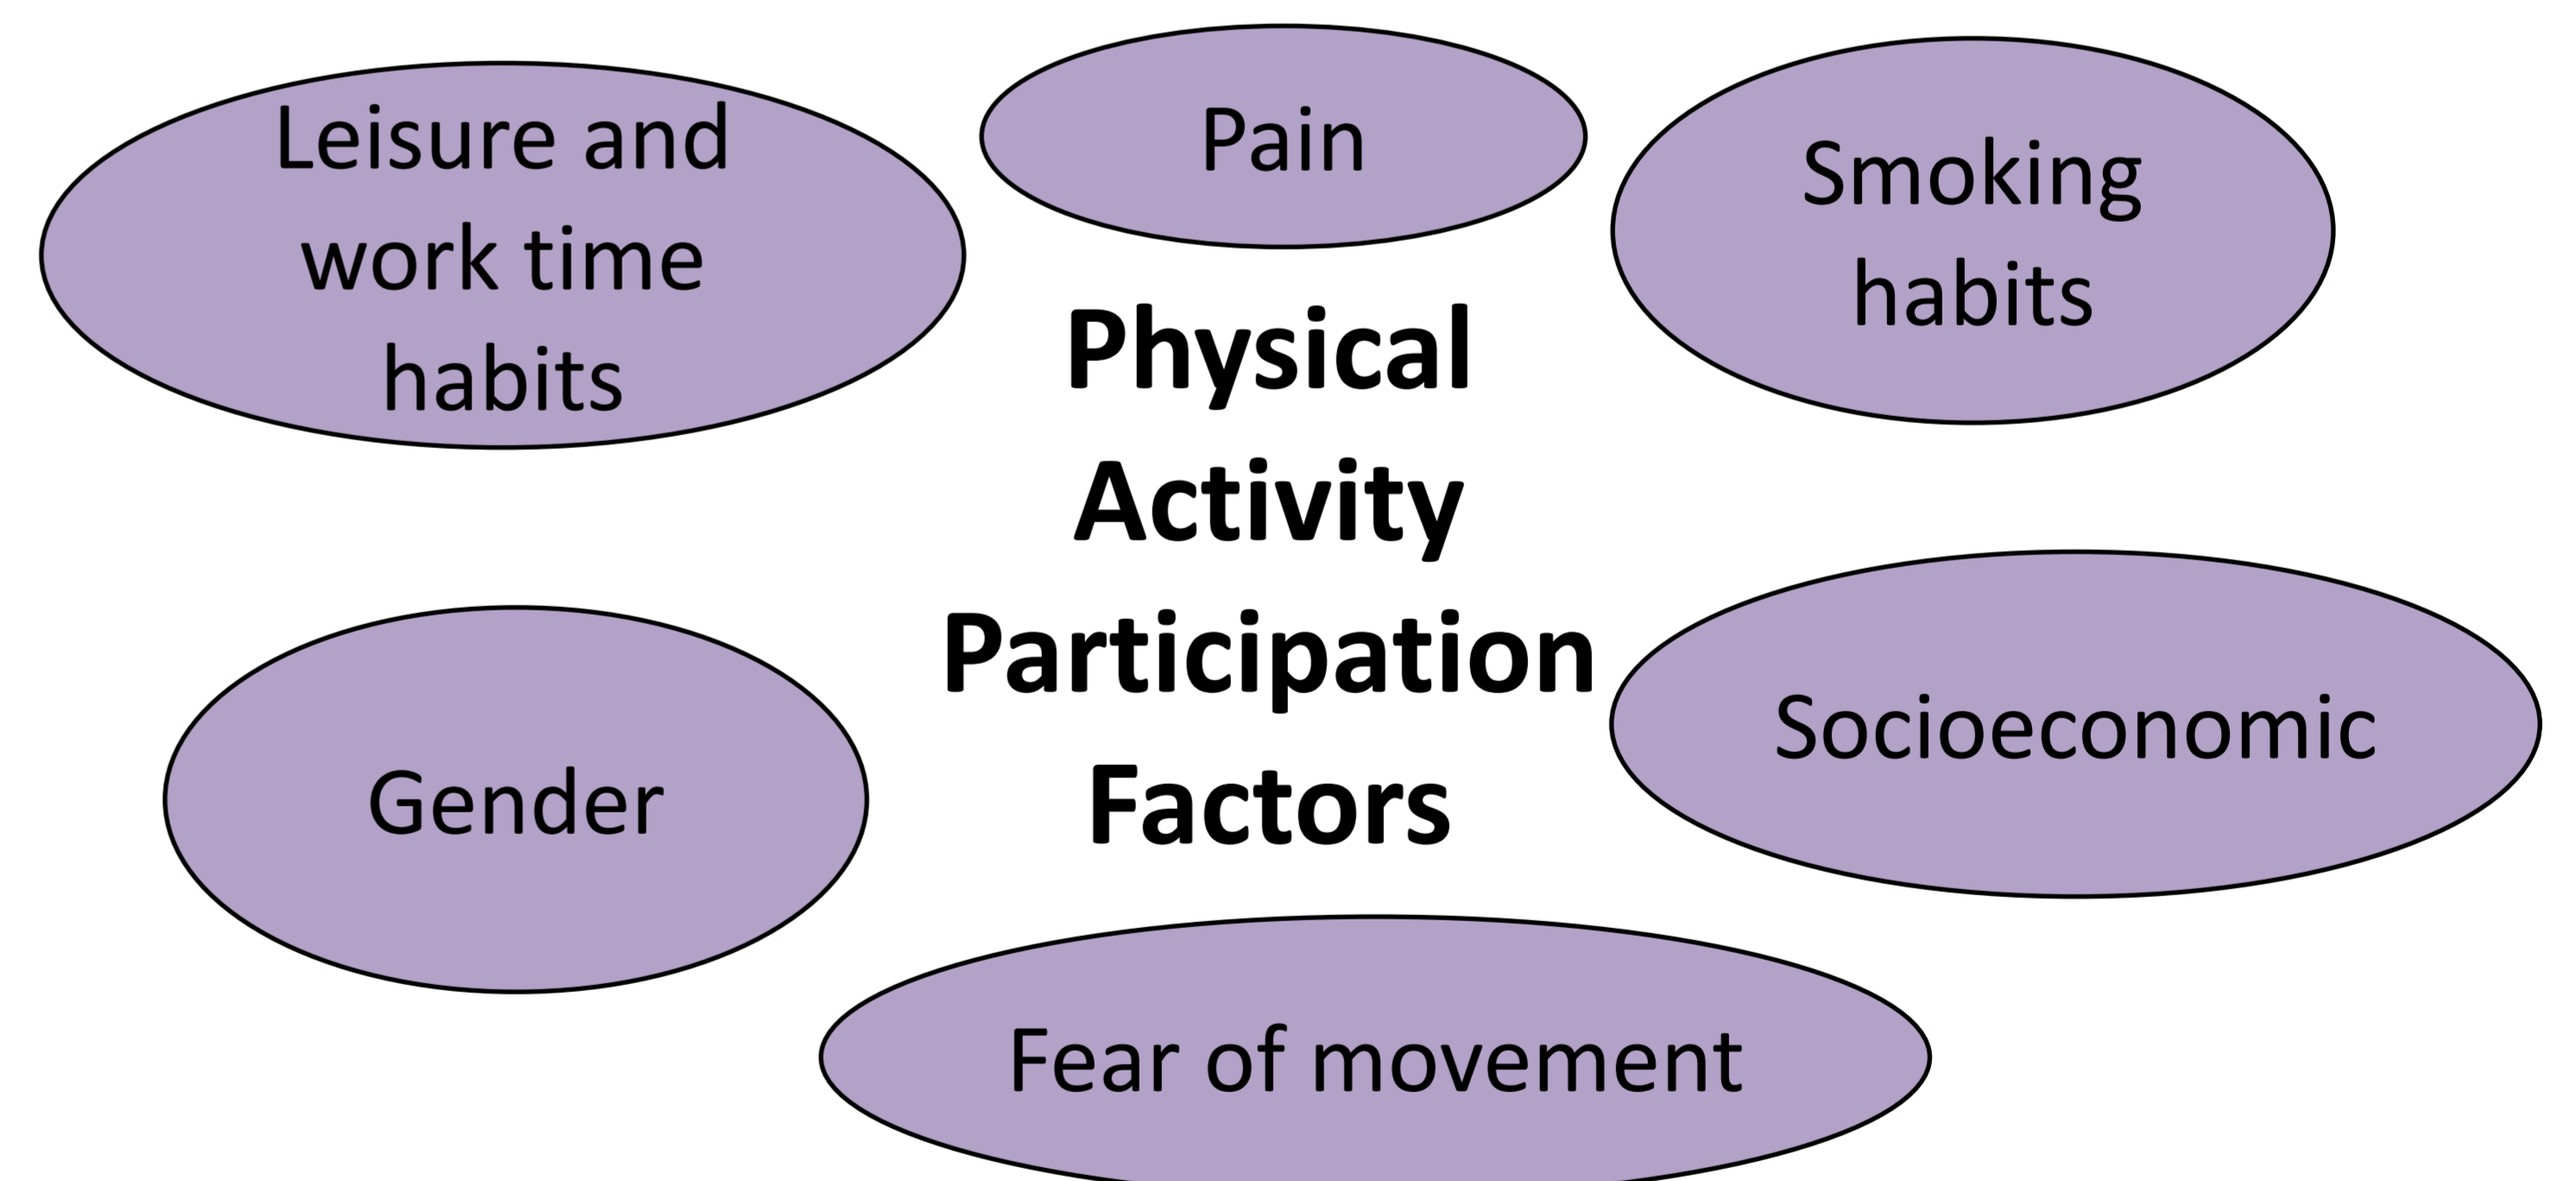 Leisure and
work time
habits
Pain
Smoking
habits
Physical
Activity
Participation
Factors
Gender
Socioeconomic
Fear of movement